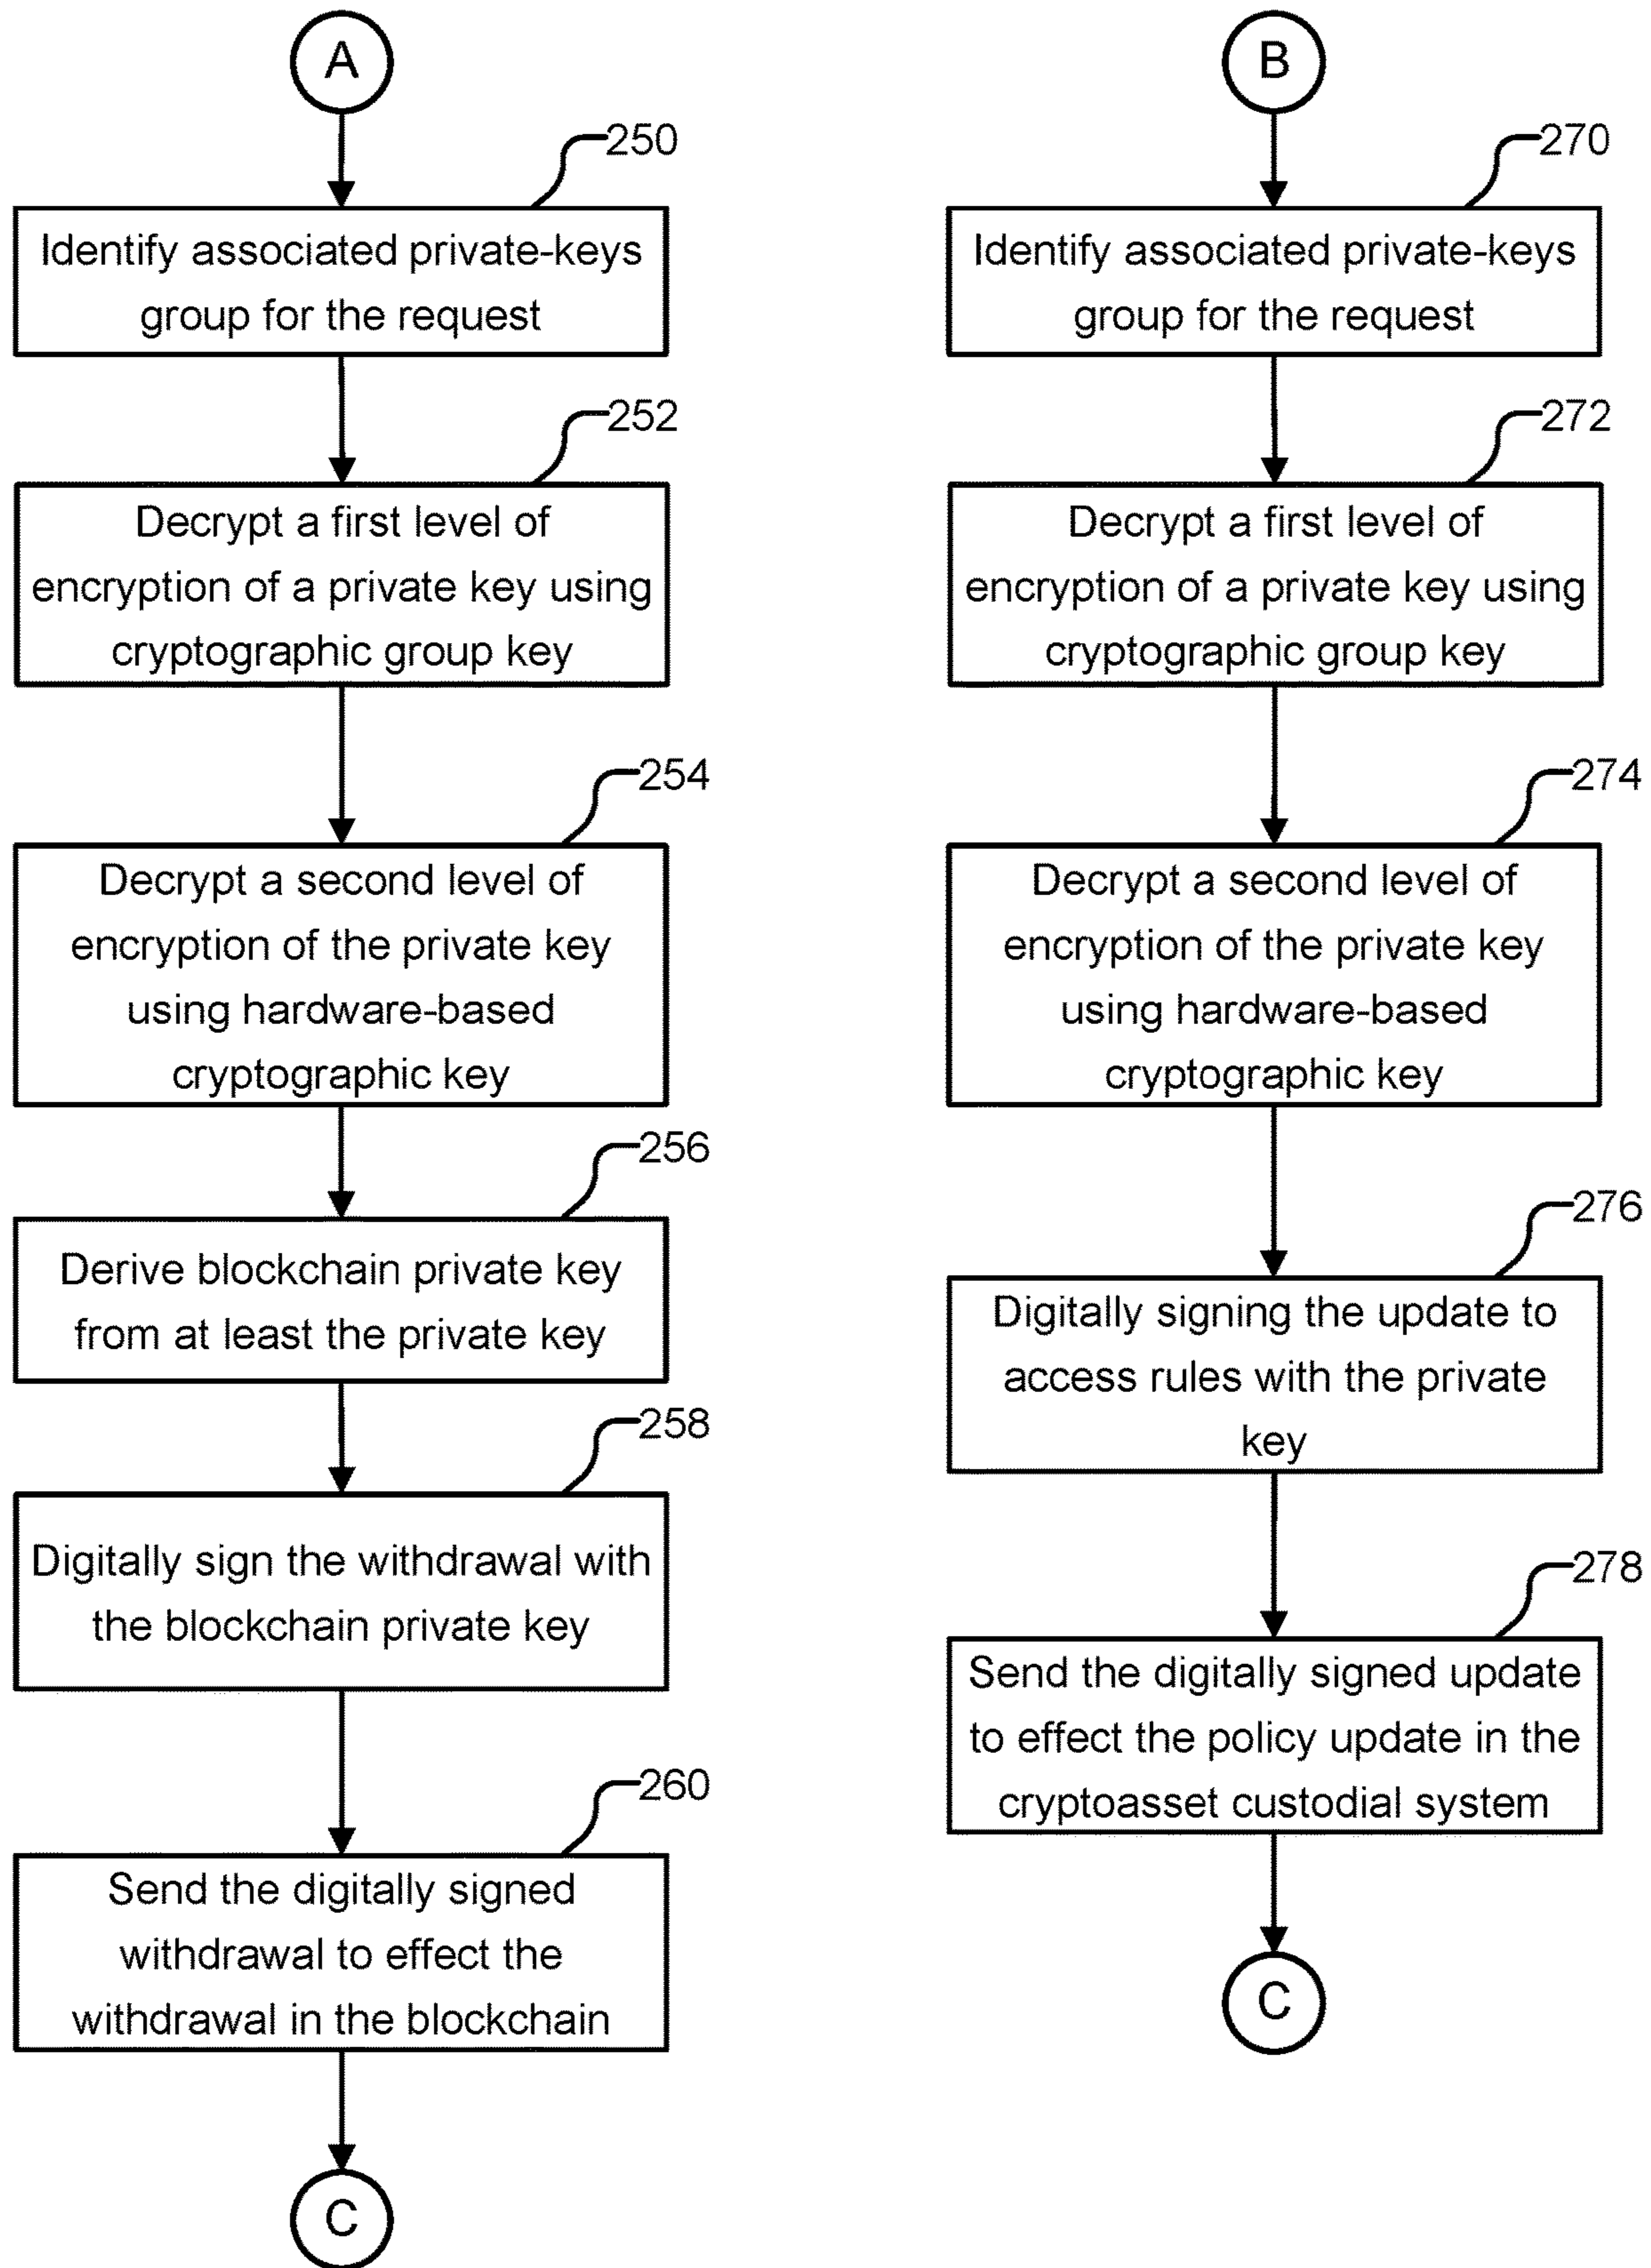 A
250
Identify associated private-keys
group for the request
252
Decrypt a first level of
encryption of a private key using
cryptographic group key
254
Decrypt a second level of
encryption of the private key
using hardware-based
cryptographic key
256
Derive blockchain private key
from at least the private key
258
Digitally sign the withdrawal with
the blockchain private key
260
Send the digitally signed
withdrawal to effect the
withdrawal in the blockchain
C
B
270
Identify associated private-keys
group for the request
272
Decrypt a first level of
encryption of a private key using
cryptographic group key
274
Decrypt a second level of
encryption of the private key
using hardware-based
cryptographic key
276
Digitally signing the update to
access rules with the private
key
278
Send the digitally signed update
to effect the policy update in the
cryptoasset custodial system
C